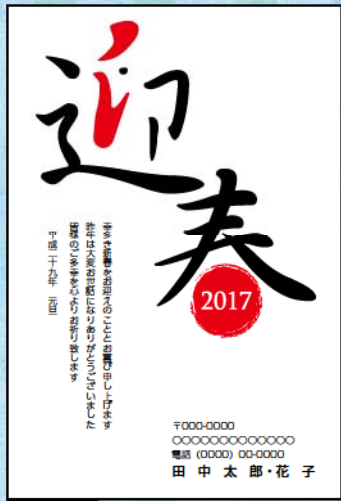 迎春
2017
幸多き新春をお迎えのこととお喜び申し上げます
昨年は大変お世話になりありがとうございました
皆様のご多幸を心よりお祈り致します
平成二十九年 元旦
〒000-0000
○○○○○○○○○○○○○
電話 (0000) 00-0000
田中太郎・花子